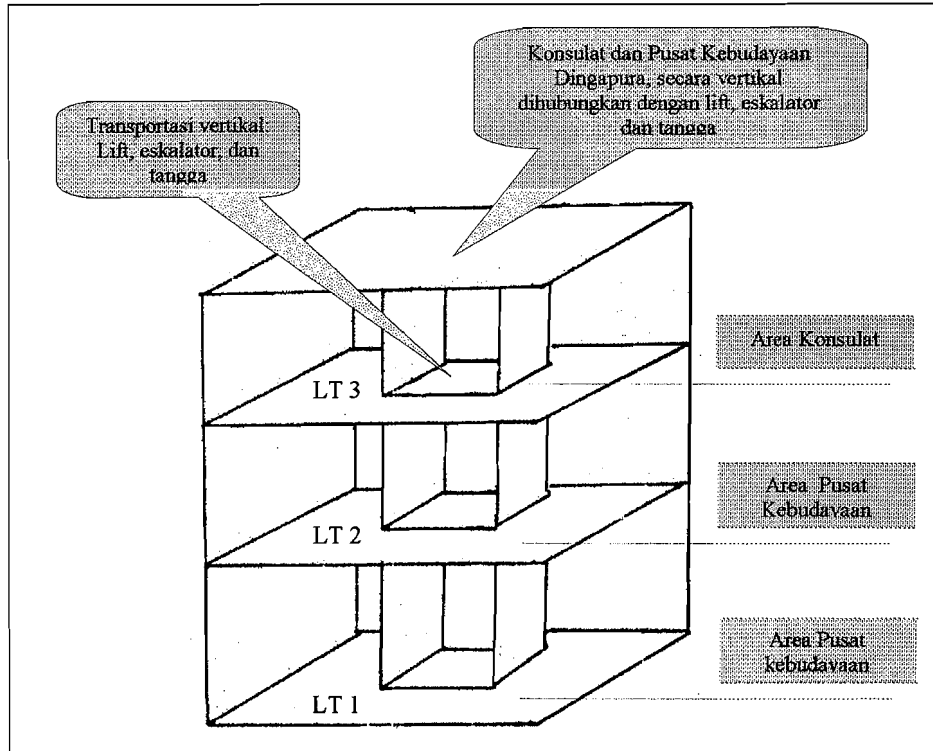 Konsulat dan Pusat Kebudayaan
Dingapura, secara vertikal
dihubungkan dengan lift, eskalator
dan tangga
Transportasi vertikal:
Lift, eskalator, dan
tangga
Area Konsulat
LT 3
Area Pusat
Kebudayaan
LT 2
Area Pusat
kebudayaan
LT 1